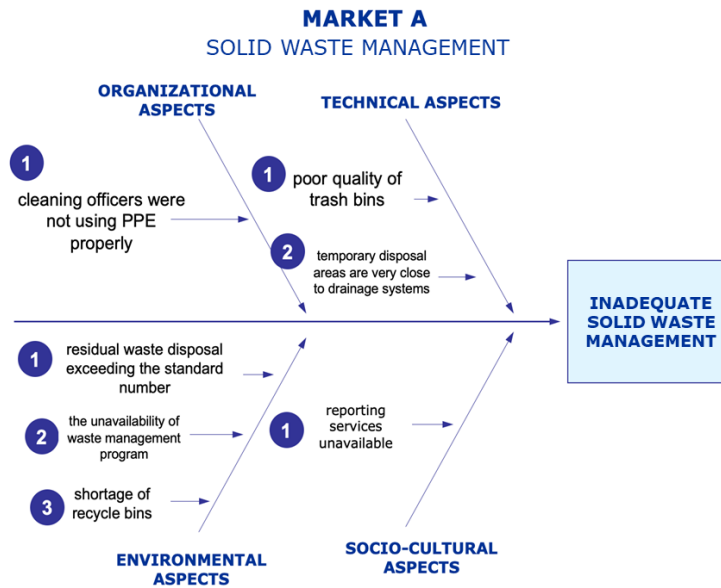 MARKET A
SOLID WASTE MANAGEMENT
ORGANIZATIONAL
ASPECTS
TECHNICAL ASPECTS
1
cleaning officers were
not using PPE
properly
1
poor quality of
trash bins
2
temporary disposal
areas are very close
to drainage systems
INADEQUATE
SOLID WASTE
MANAGEMENT
1
residual waste disposal
exceeding the standard
number
2
the unavailability of
waste management
program
3
shortage of
recycle bins
1
reporting
services
unavailable
ENVIRONMENTAL
ASPECTS
SOCIO-CULTURAL
ASPECTS